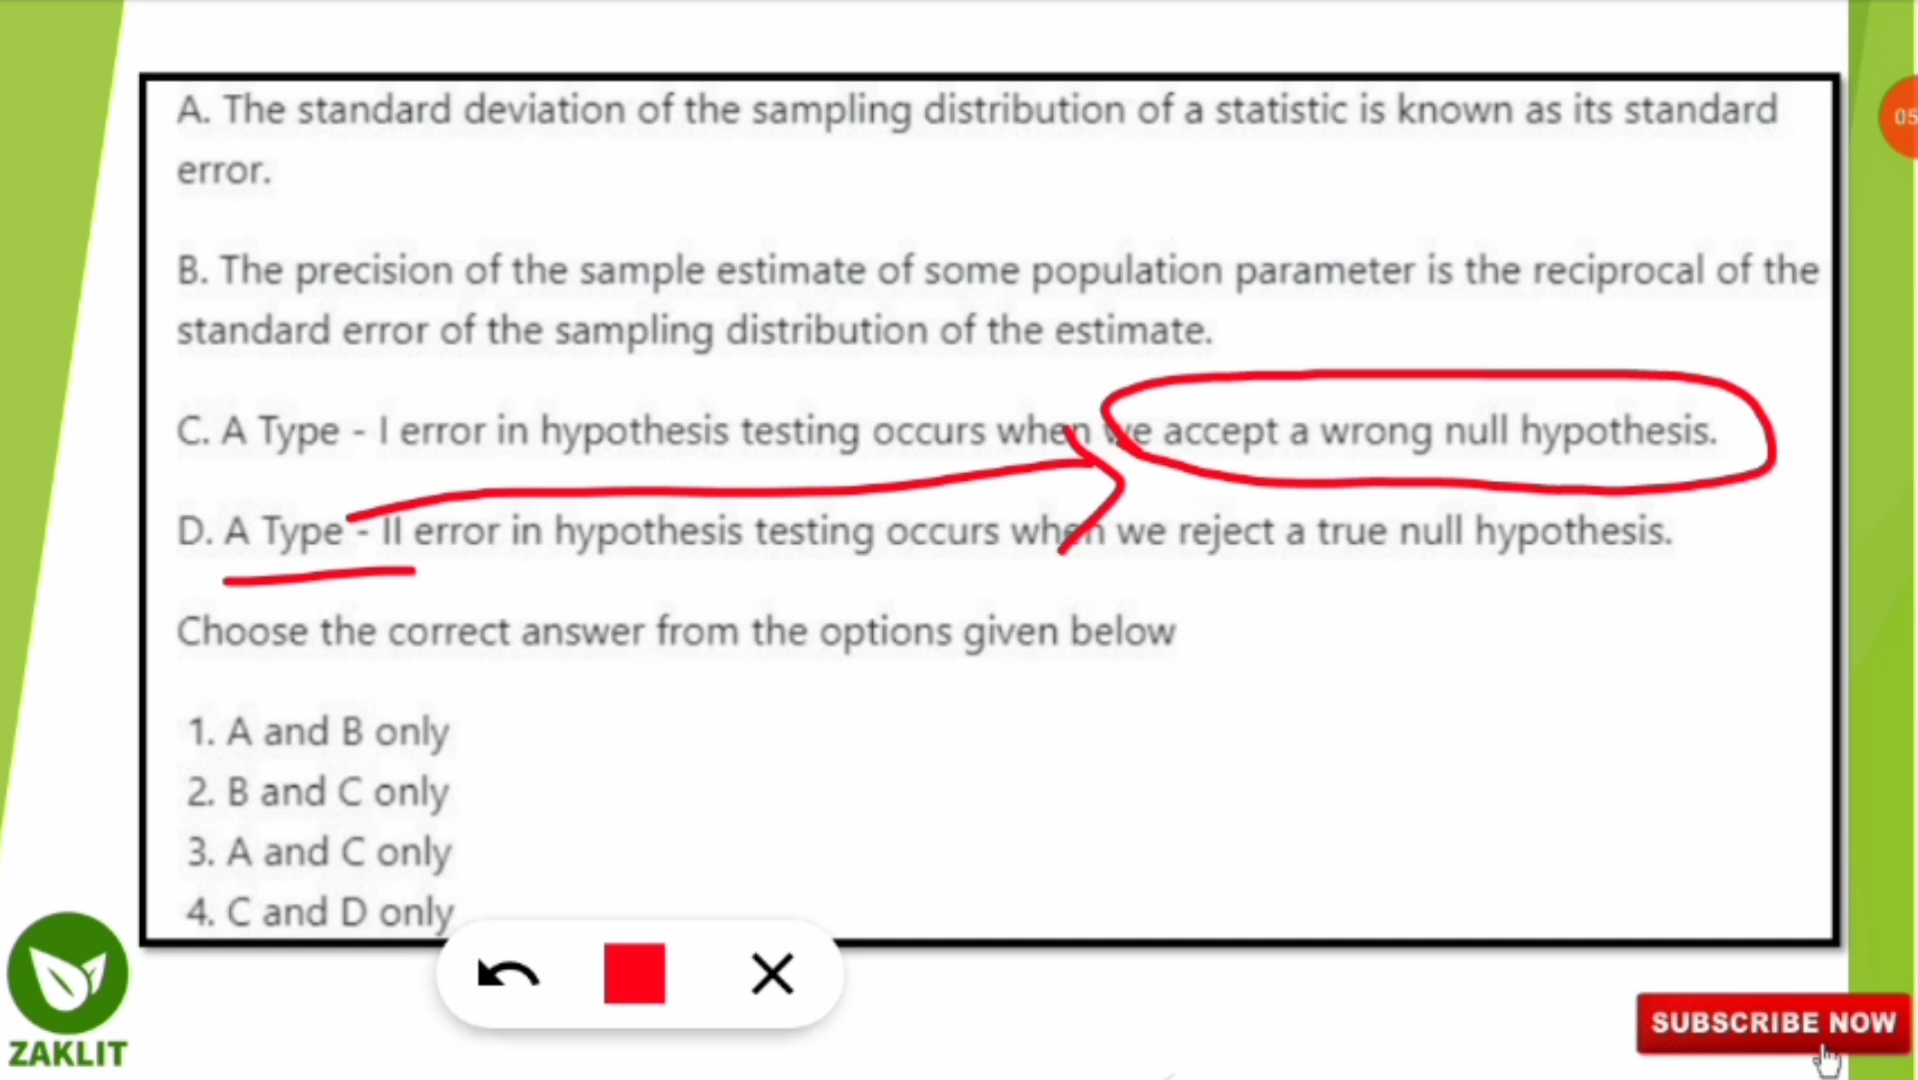 A. The standard deviation of the sampling distribution of a statistic is known as its standard
error.
B. The precision of the sample estimate of some population parameter is the reciprocal of the
standard error of the sampling distribution of the estimate.
C. A Type - I error in hypothesis testing occurs when we accept a wrong null hypothesis.
D. A Type - II error in hypothesis testing occurs when we reject a true null hypothesis.
Choose the correct answer from the options given below
1. A and B only
2. B and C only
3. A and C only
4. C and D only
05
ZAKLIT
SUBSCRIBE NOW